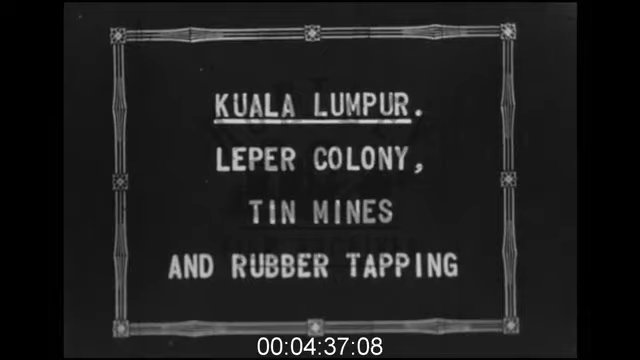 KUALA LUMPUR.
LEPER COLONY,
TIN MINES
AND RUBBER TAPPING
00:04:37:08